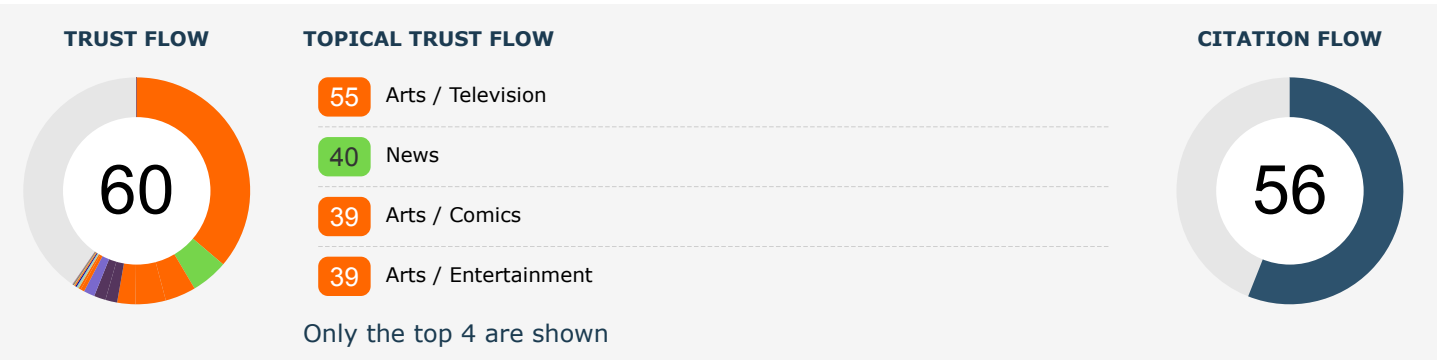 TRUST FLOW
60
TOPICAL TRUST FLOW
55 Arts / Television
40 News
39 Arts / Comics
39 Arts / Entertainment
Only the top 4 are shown
CITATION FLOW
56